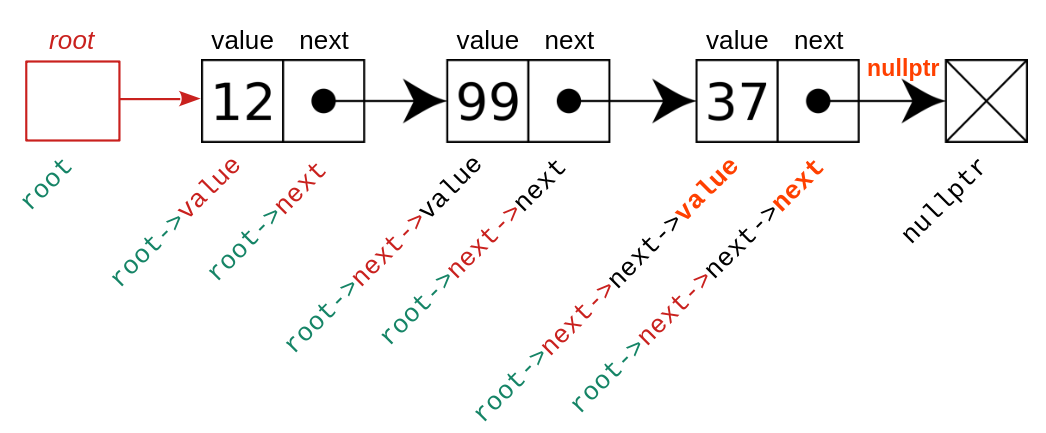 root value next value next value next
nullptr
12 99 37
root
root->value
root->next
root->next->value
root->next->next
root->next->next->value
root->next->next->next
nullptr